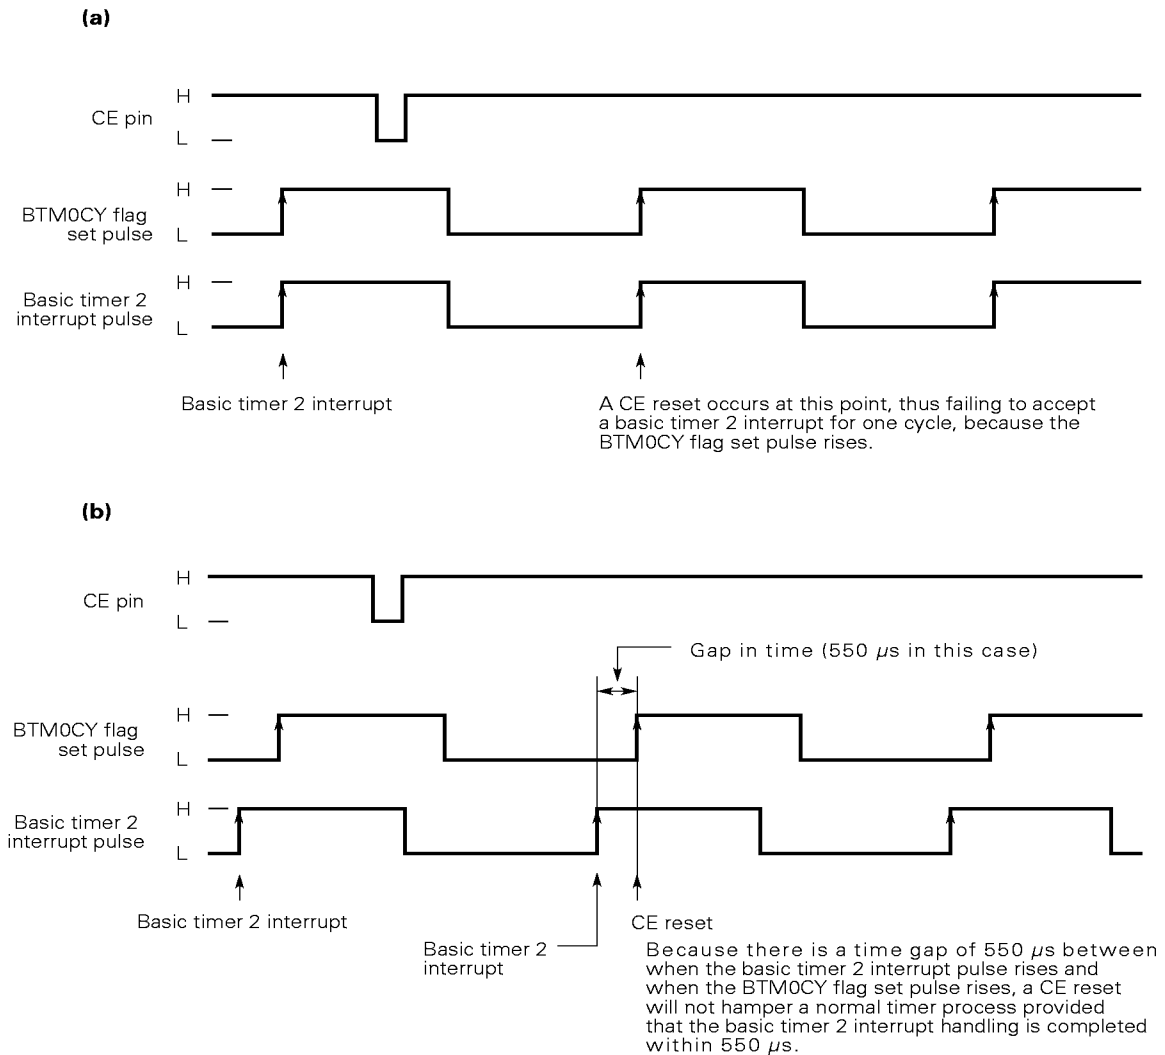 (a)
H
CE pin
L
H
BTM0CY flag
set pulse
L
H
Basic timer 2
interrupt pulse
L
Basic timer 2 interrupt
A CE reset occurs at this point, thus failing to accept
a basic timer 2 interrupt for one cycle, because the
BTM0CY flag set pulse rises.
(b)
H
CE pin
L
Gap in time (550 µs in this case)
H
BTM0CY flag
set pulse
L
H
Basic timer 2
interrupt pulse
L
Basic timer 2 interrupt
Basic timer 2
interrupt
CE reset
Because there is a time gap of 550 µs between
when the basic timer 2 interrupt pulse rises and
when the BTM0CY flag set pulse rises, a CE reset
will not hamper a normal timer process provided
that the basic timer 2 interrupt handling is completed
within 550 µs.